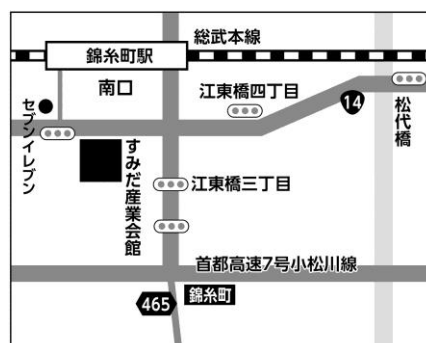 総武本線
錦糸町駅
南口
江東橋四丁目
14
松代橋
セブンイレブン
すみだ産業会館
江東橋三丁目
首都高速7号小松川線
465
錦糸町